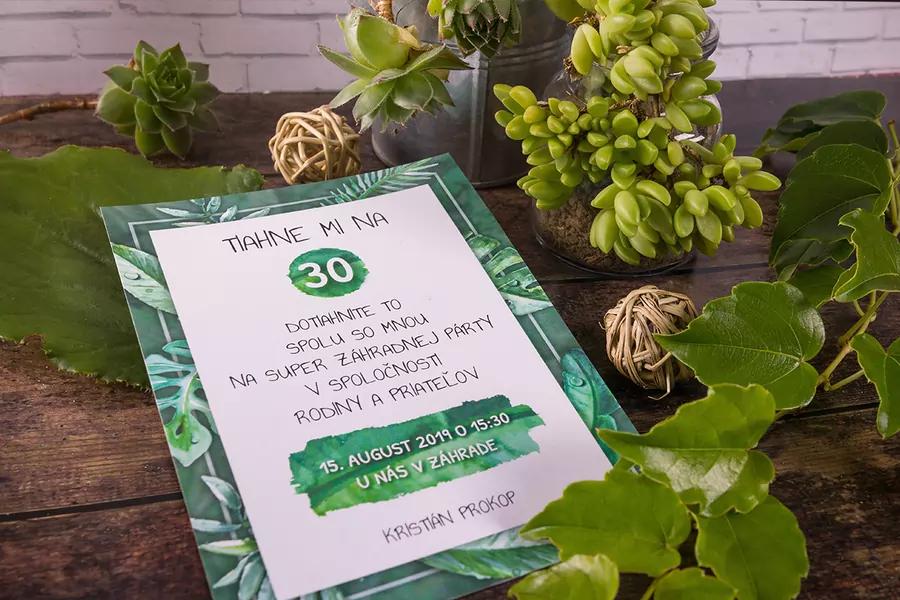 TIAHNE MI NA
30
DOTIAHNITE TO
SPOLU SO MNOU
NA SUPER ZÁHRADNEJ PÁRTY
V SPOLOČNOSTI
RODINY A PRIATEĽOV
15. AUGUST 2019 O 15:30
U NÁS V ZÁHRADE
KRISTIÁN PROKOP